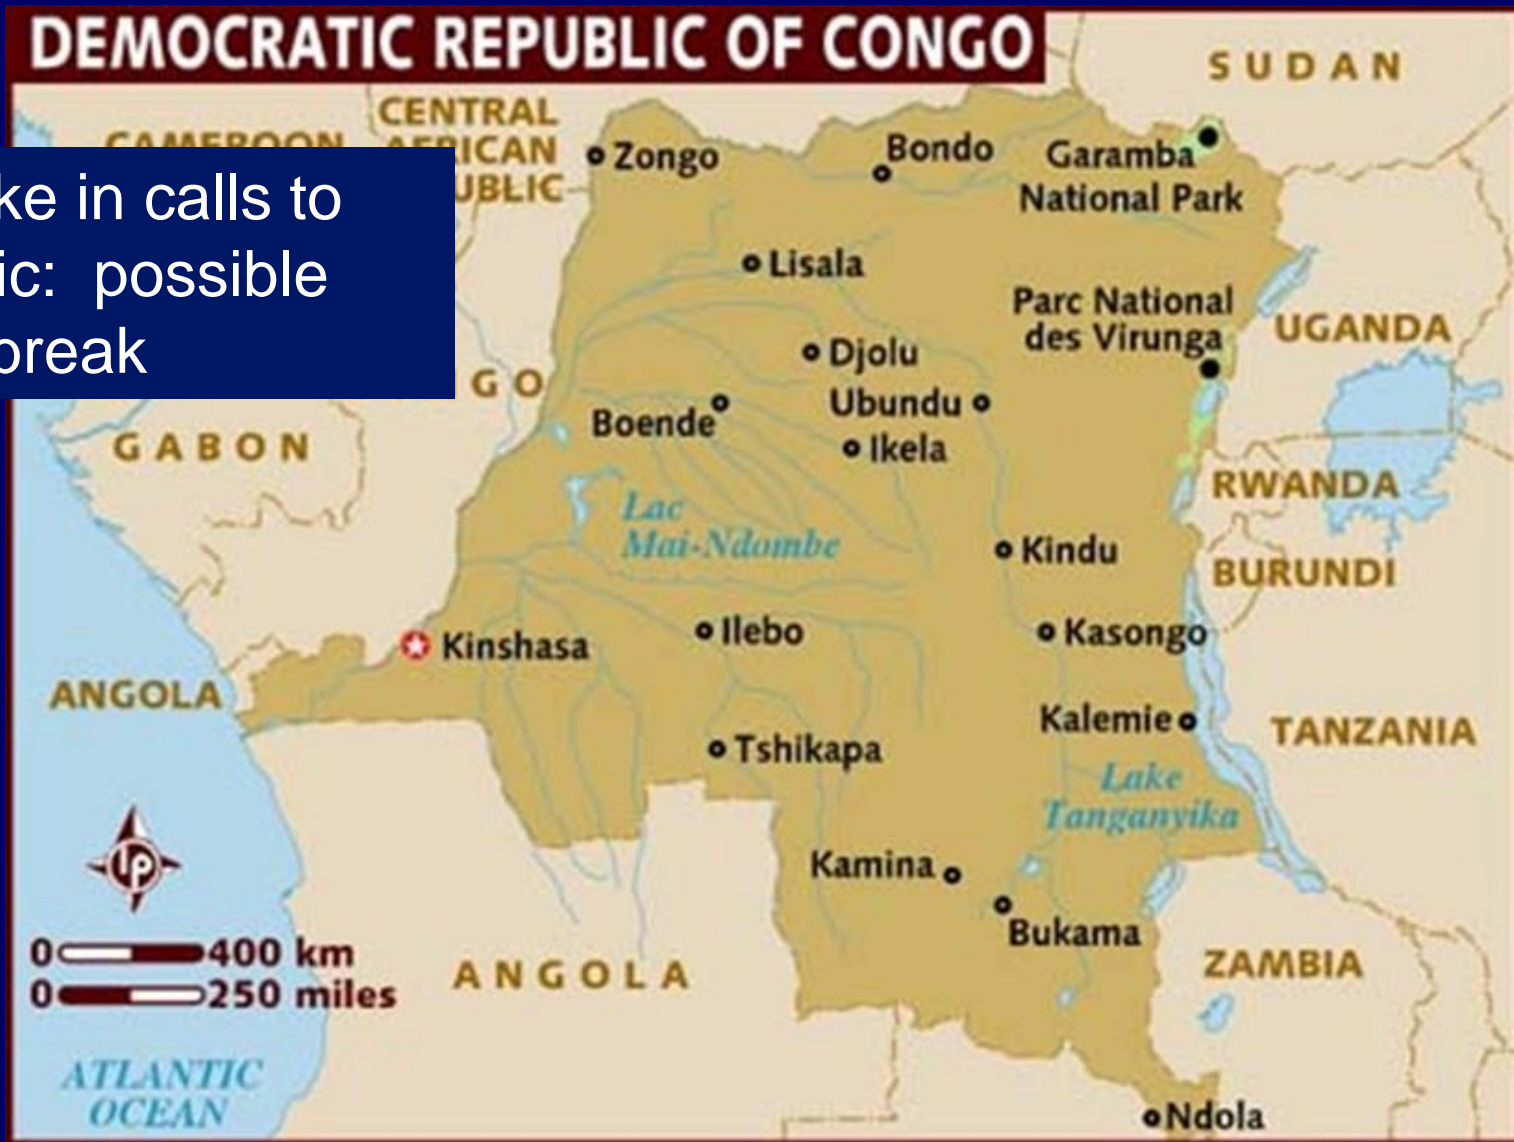 DEMOCRATIC REPUBLIC OF CONGO
SUDAN
CENTRAL
CAMEROON
Zongo
Bondo
Garamba
National Park
ke in calls to
ic: possible
break
Lisala
Parc National
des Virunga
UGANDA
Djolu
GO
Ubundu
Boende
GABON
Ikela
RWANDA
Lac
Mai-Ndombe
Kindu
BURUNDI
Kinshasa
Ilebo
Kasongo
ANGOLA
Kalemie
TANZANIA
Tshikapa
Lake
Tanganyika
LP
Kamina
Bukama
0 400 km
ANGOLA
ZAMBIA
0 250 miles
ATLANTIC
OCEAN
Ndola